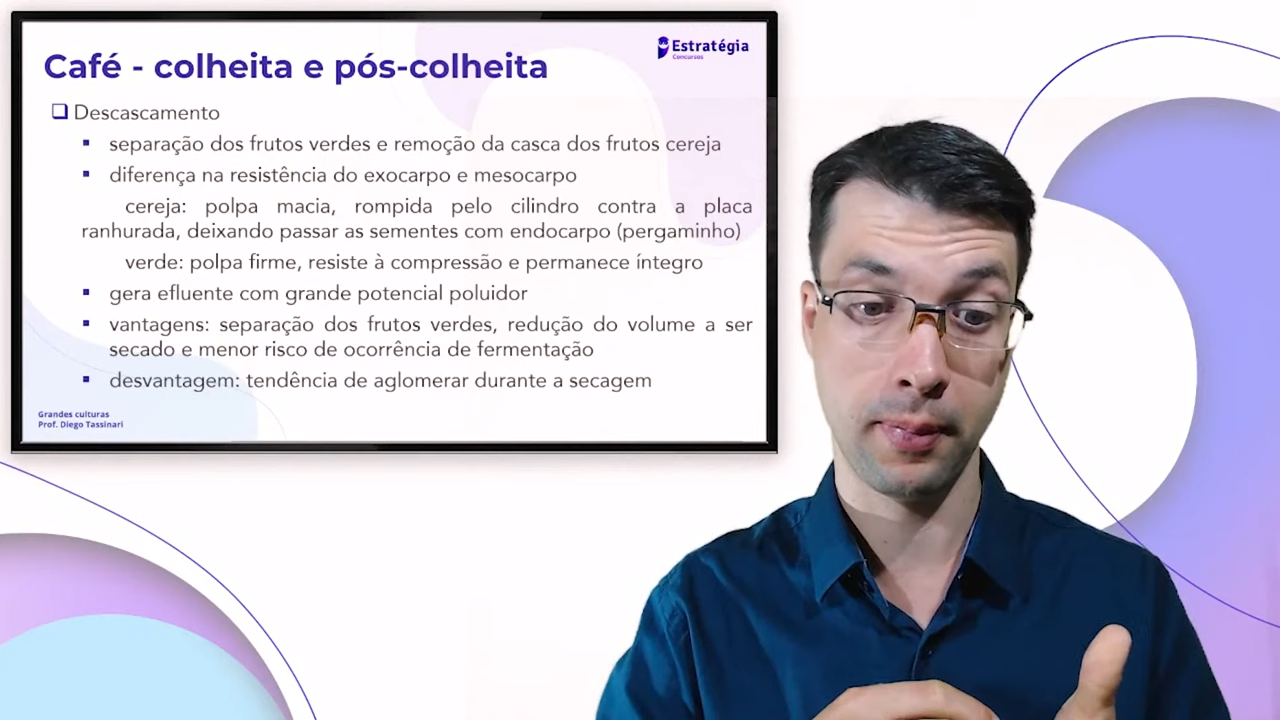 Café - colheita e pós-colheita
Estratégia
Concursos
❑ Descascamento
▪ separação dos frutos verdes e remoção da casca dos frutos cereja
▪ diferença na resistência do exocarpo e mesocarpo
cereja: polpa macia, rompida pelo cilindro contra a placa
ranhurada, deixando passar as sementes com endocarpo (pergaminho)
verde: polpa firme, resiste à compressão e permanece íntegro
▪ gera efluente com grande potencial poluidor
▪ vantagens: separação dos frutos verdes, redução do volume a ser
secado e menor risco de ocorrência de fermentação
▪ desvantagem: tendência de aglomerar durante a secagem
Grandes culturas
Prof. Diego Tassinari